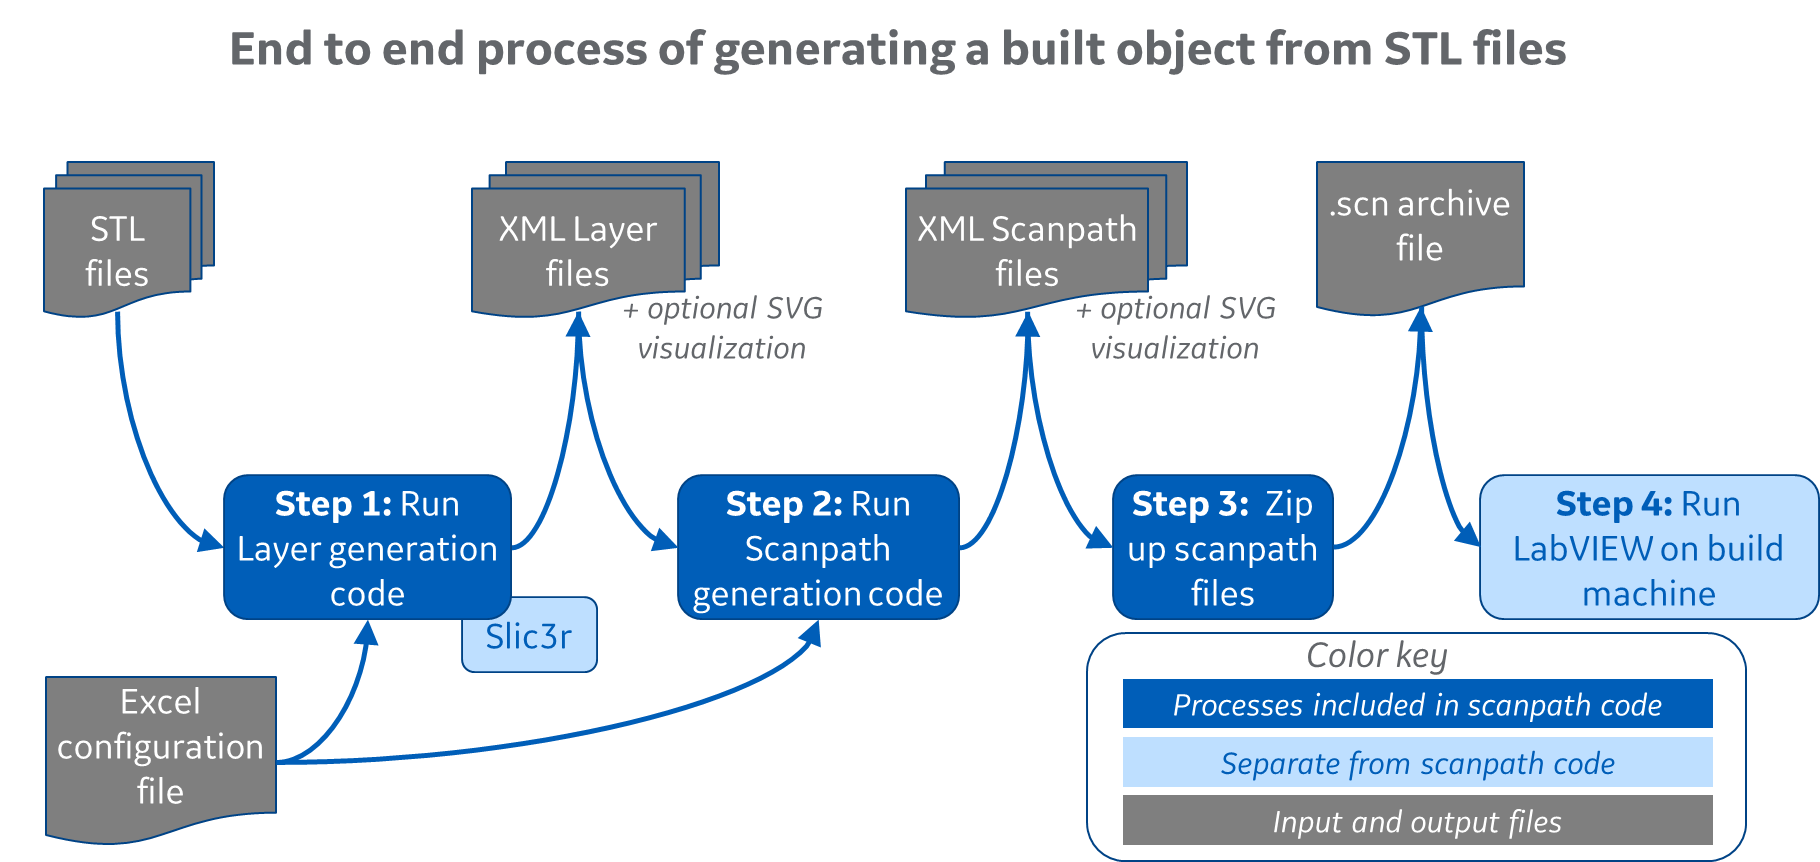 End to end process of generating a built object from STL files
STL
files
XML Layer
files
+ optional SVG
visualization
XML Scanpath
files
+ optional SVG
visualization
.scn archive
file
Step 1: Run
Layer generation
code
Slic3r
Step 2: Run
Scanpath
generation code
Step 3: Zip
up scanpath
files
Step 4: Run
LabVIEW on build
machine
Excel
configuration
file
Color key
Processes included in scanpath code
Separate from scanpath code
Input and output files